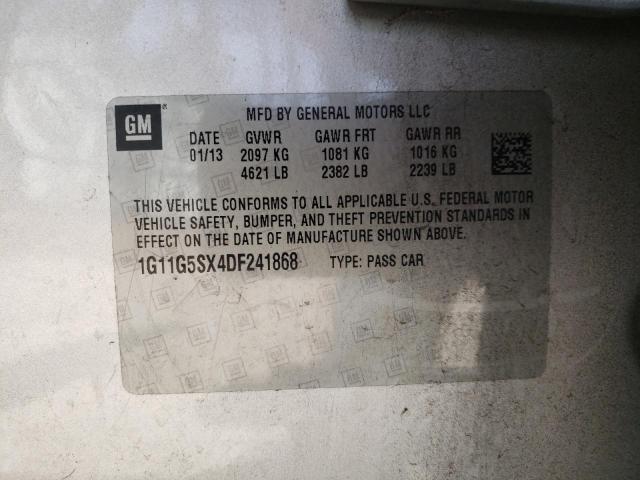 GM ®
MFD BY GENERAL MOTORS LLC
DATE GVWR GAWR FRT GAWR RR
01/13 2097 KG 1081 KG 1016 KG
4621 LB 2382 LB 2239 LB
THIS VEHICLE CONFORMS TO ALL APPLICABLE U.S. FEDERAL MOTOR
VEHICLE SAFETY, BUMPER, AND THEFT PREVENTION STANDARDS IN
EFFECT ON THE DATE OF MANUFACTURE SHOWN ABOVE.
1G11G5SX4DF241868 TYPE: PASS CAR